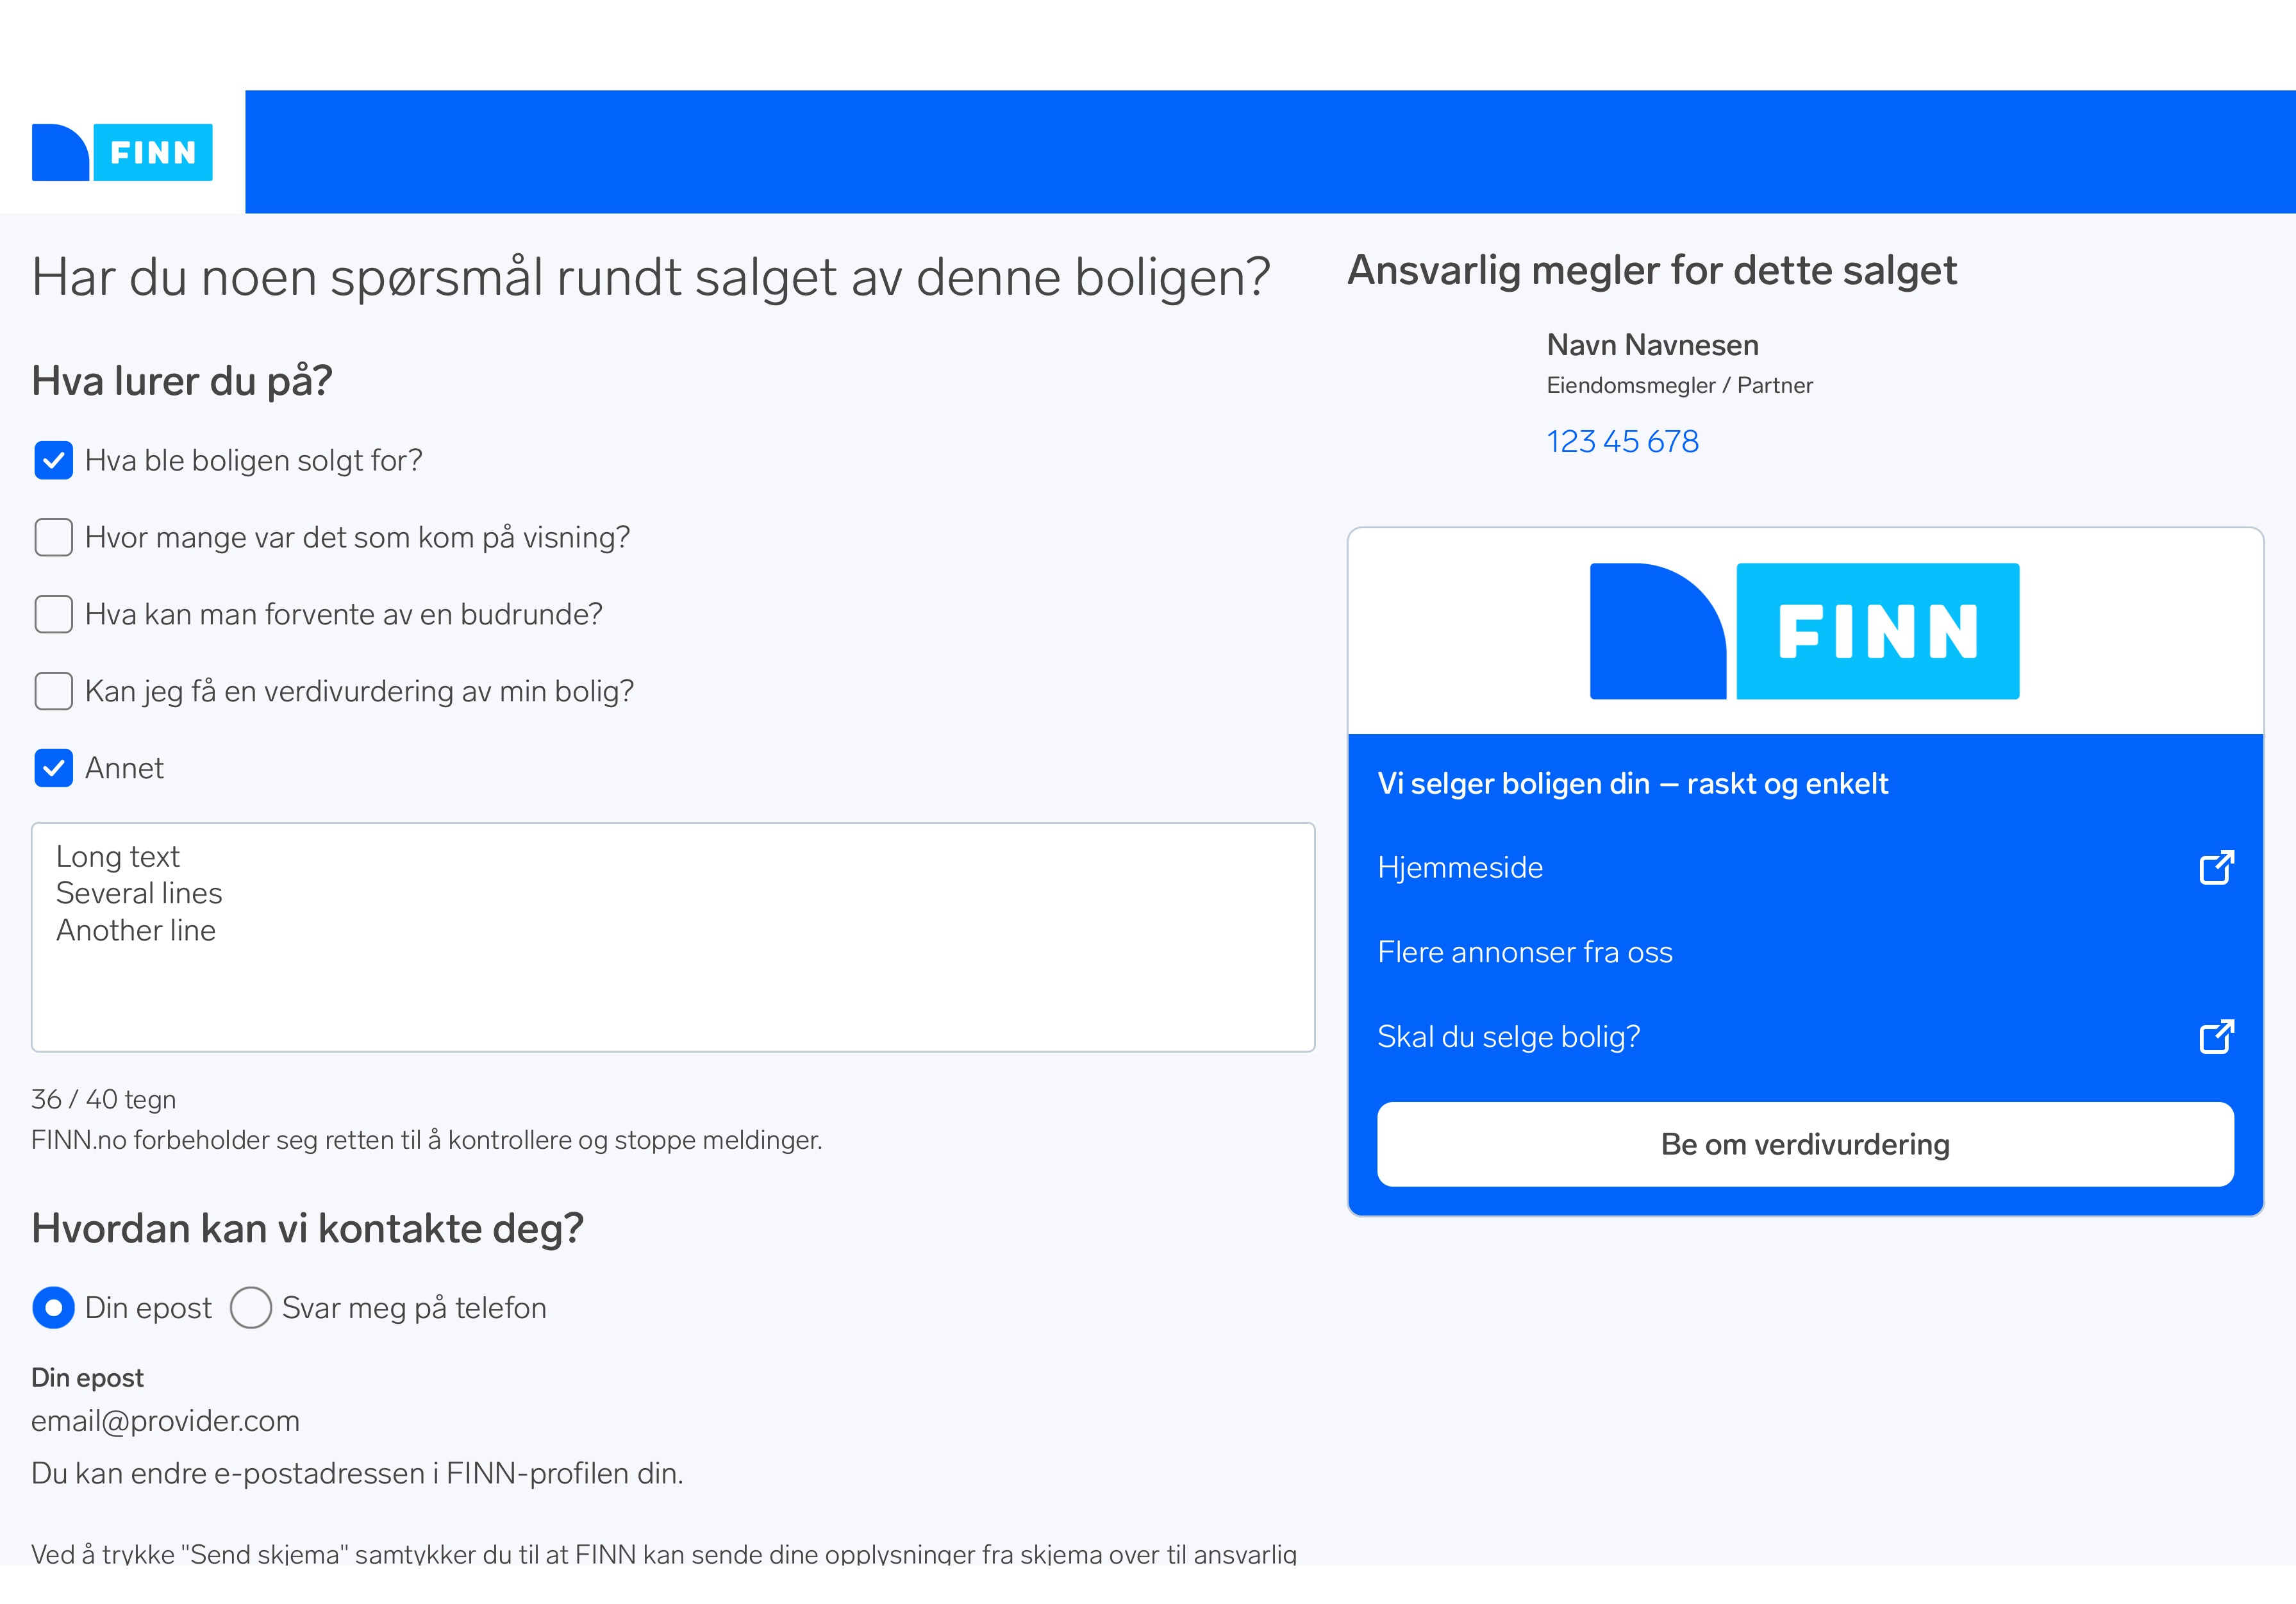 FINN
Har du noen spørsmål rundt salget av denne boligen?
Hva lurer du på?
Hva ble boligen solgt for?
Hvor mange var det som kom på visning?
Hva kan man forvente av en budrunde?
Kan jeg få en verdivurdering av min bolig?
Annet
Long text
Several lines
Another line
36 / 40 tegn
FINN.no forbeholder seg retten til å kontrollere og stoppe meldinger.
Hvordan kan vi kontakte deg?
Din epost
Svar meg på telefon
Din epost
email@provider.com
Du kan endre e-postadressen i FINN-profilen din.
Ved å trykke "Send skjema" samtykker du til at FINN kan sende dine opplysninger fra skjema over til ansvarlig
Ansvarlig megler for dette salget
Navn Navnesen
Eiendomsmegler / Partner
123 45 678
FINN
Vi selger boligen din – raskt og enkelt
Hjemmeside
Flere annonser fra oss
Skal du selge bolig?
Be om verdivurdering